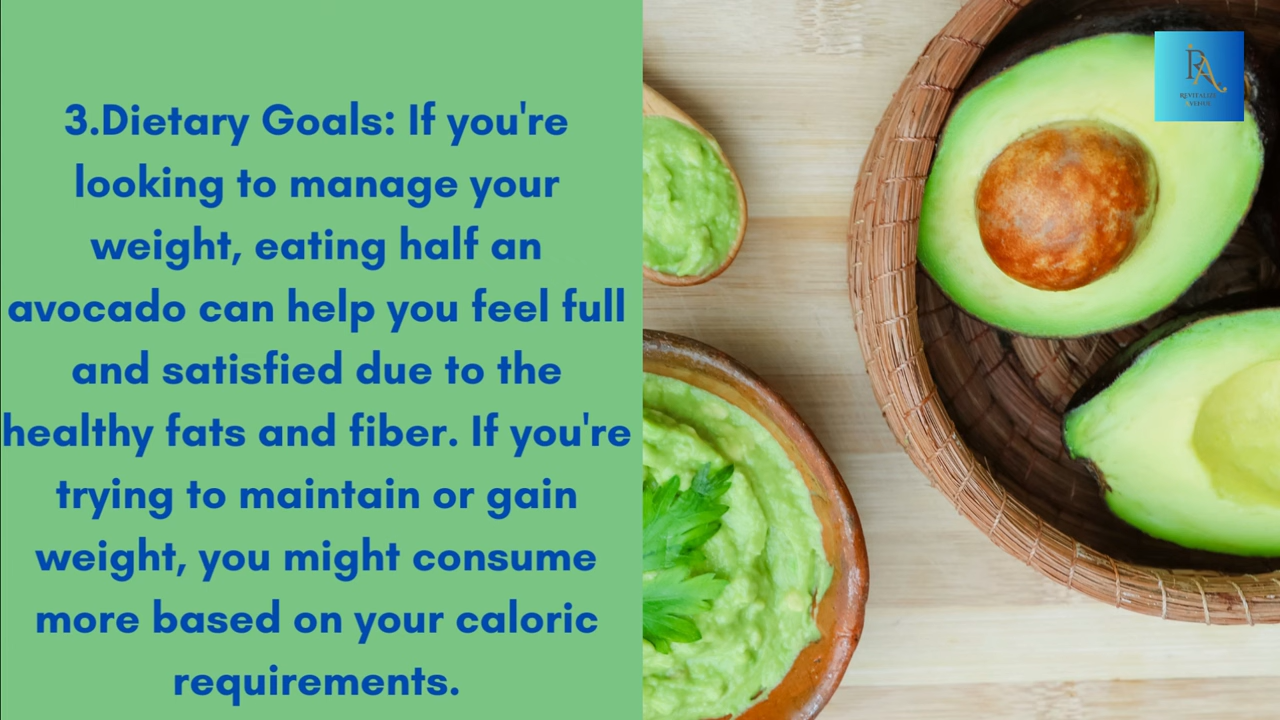 3.Dietary Goals: If you're
looking to manage your
weight, eating half an
avocado can help you feel full
and satisfied due to the
healthy fats and fiber. If you're
trying to maintain or gain
weight, you might consume
more based on your caloric
requirements.
RA